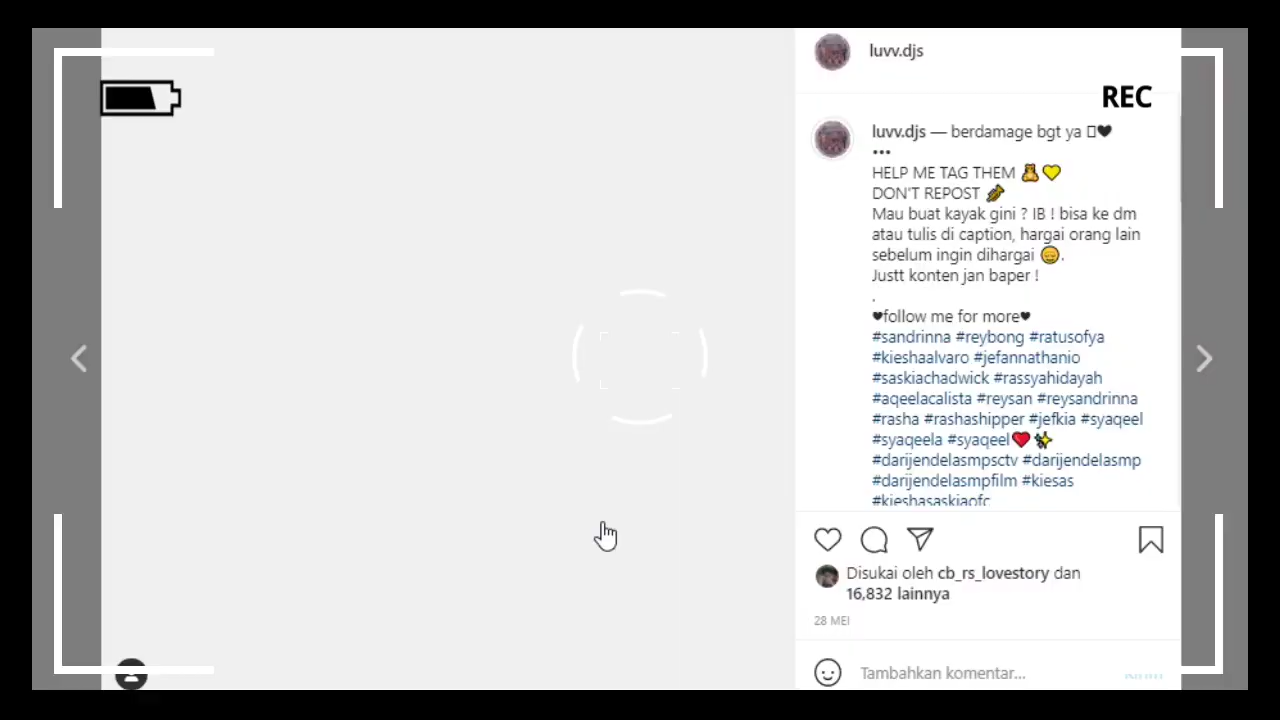 luvv.djs
REC
luvv.djs — berdamage bgt ya 🖤
•••
HELP ME TAG THEM 🧸💛
DON'T REPOST 🎺
Mau buat kayak gini ? IB ! bisa ke dm
atau tulis di caption, hargai orang lain
sebelum ingin dihargai 😊.
Justt konten jan baper !
.
♥follow me for more♥
#sandrinna #reybong #ratusofya
#kieshaalvaro #jefannathanio
#saskiachadwick #rassyahidayah
#aqeelacalista #reysan #reysandrinna
#rasha #rashashipper #jefkia #syaqeel
#syaqeela #syaqeel❤️✨
#darijendelasmpsctv #darijendelasmp
#darijendelasmpfilm #kiesas
#kieshasaskiaofc
Disukai oleh cb_rs_lovestory dan
16,832 lainnya
28 MEI
Tambahkan komentar...